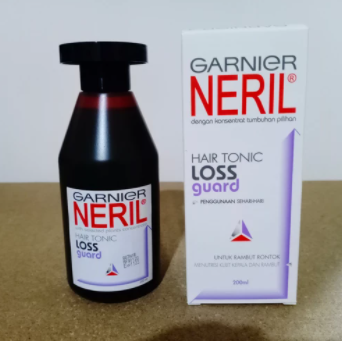 GARNIER
NERIL®
HAIR TONIC
LOSS
guard
GARNIER
NERIL®
dengan konsentrat tumbuhan pilihan
HAIR TONIC
LOSS
guard
PENGGUNAAN SEHARI-HARI
UNTUK RAMBUT RONTOK
MENUTRISI KULIT KEPALA DAN RAMBUT
200ml